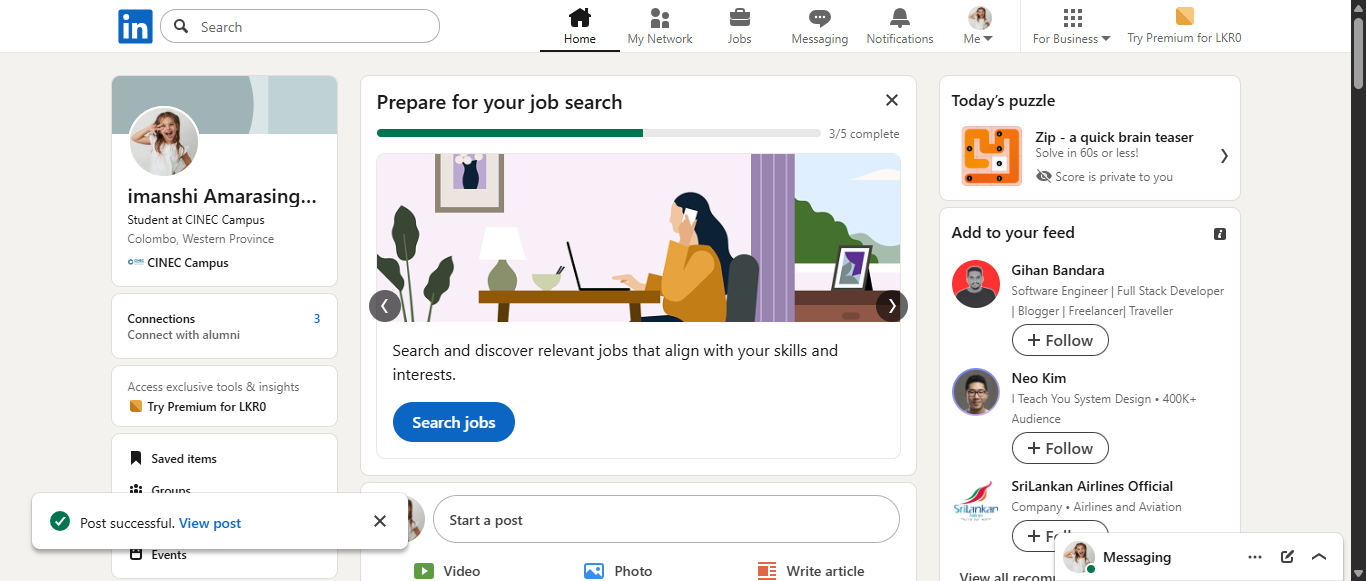 in
Search
Home
My Network
Jobs
Messaging
Notifications
Me
For Business
Try Premium for LKR0
imanshi Amarasing...
Student at CINEC Campus
Colombo, Western Province
CINEC Campus
Connections
3
Connect with alumni
Access exclusive tools & insights
Try Premium for LKR0
Saved items
Groups
Events
Post successful. View post
Prepare for your job search
3/5 complete
Search and discover relevant jobs that align with your skills and
interests.
Search jobs
Start a post
Video
Photo
Write article
Today's puzzle
Zip - a quick brain teaser
Solve in 60s or less!
Score is private to you
Add to your feed
Gihan Bandara
Software Engineer | Full Stack Developer
| Blogger | Freelancer| Traveller
+ Follow
Neo Kim
I Teach You System Design • 400K+
Audience
+ Follow
SriLankan Airlines Official
SriLankan
Company • Airlines and Aviation
Messaging
View all